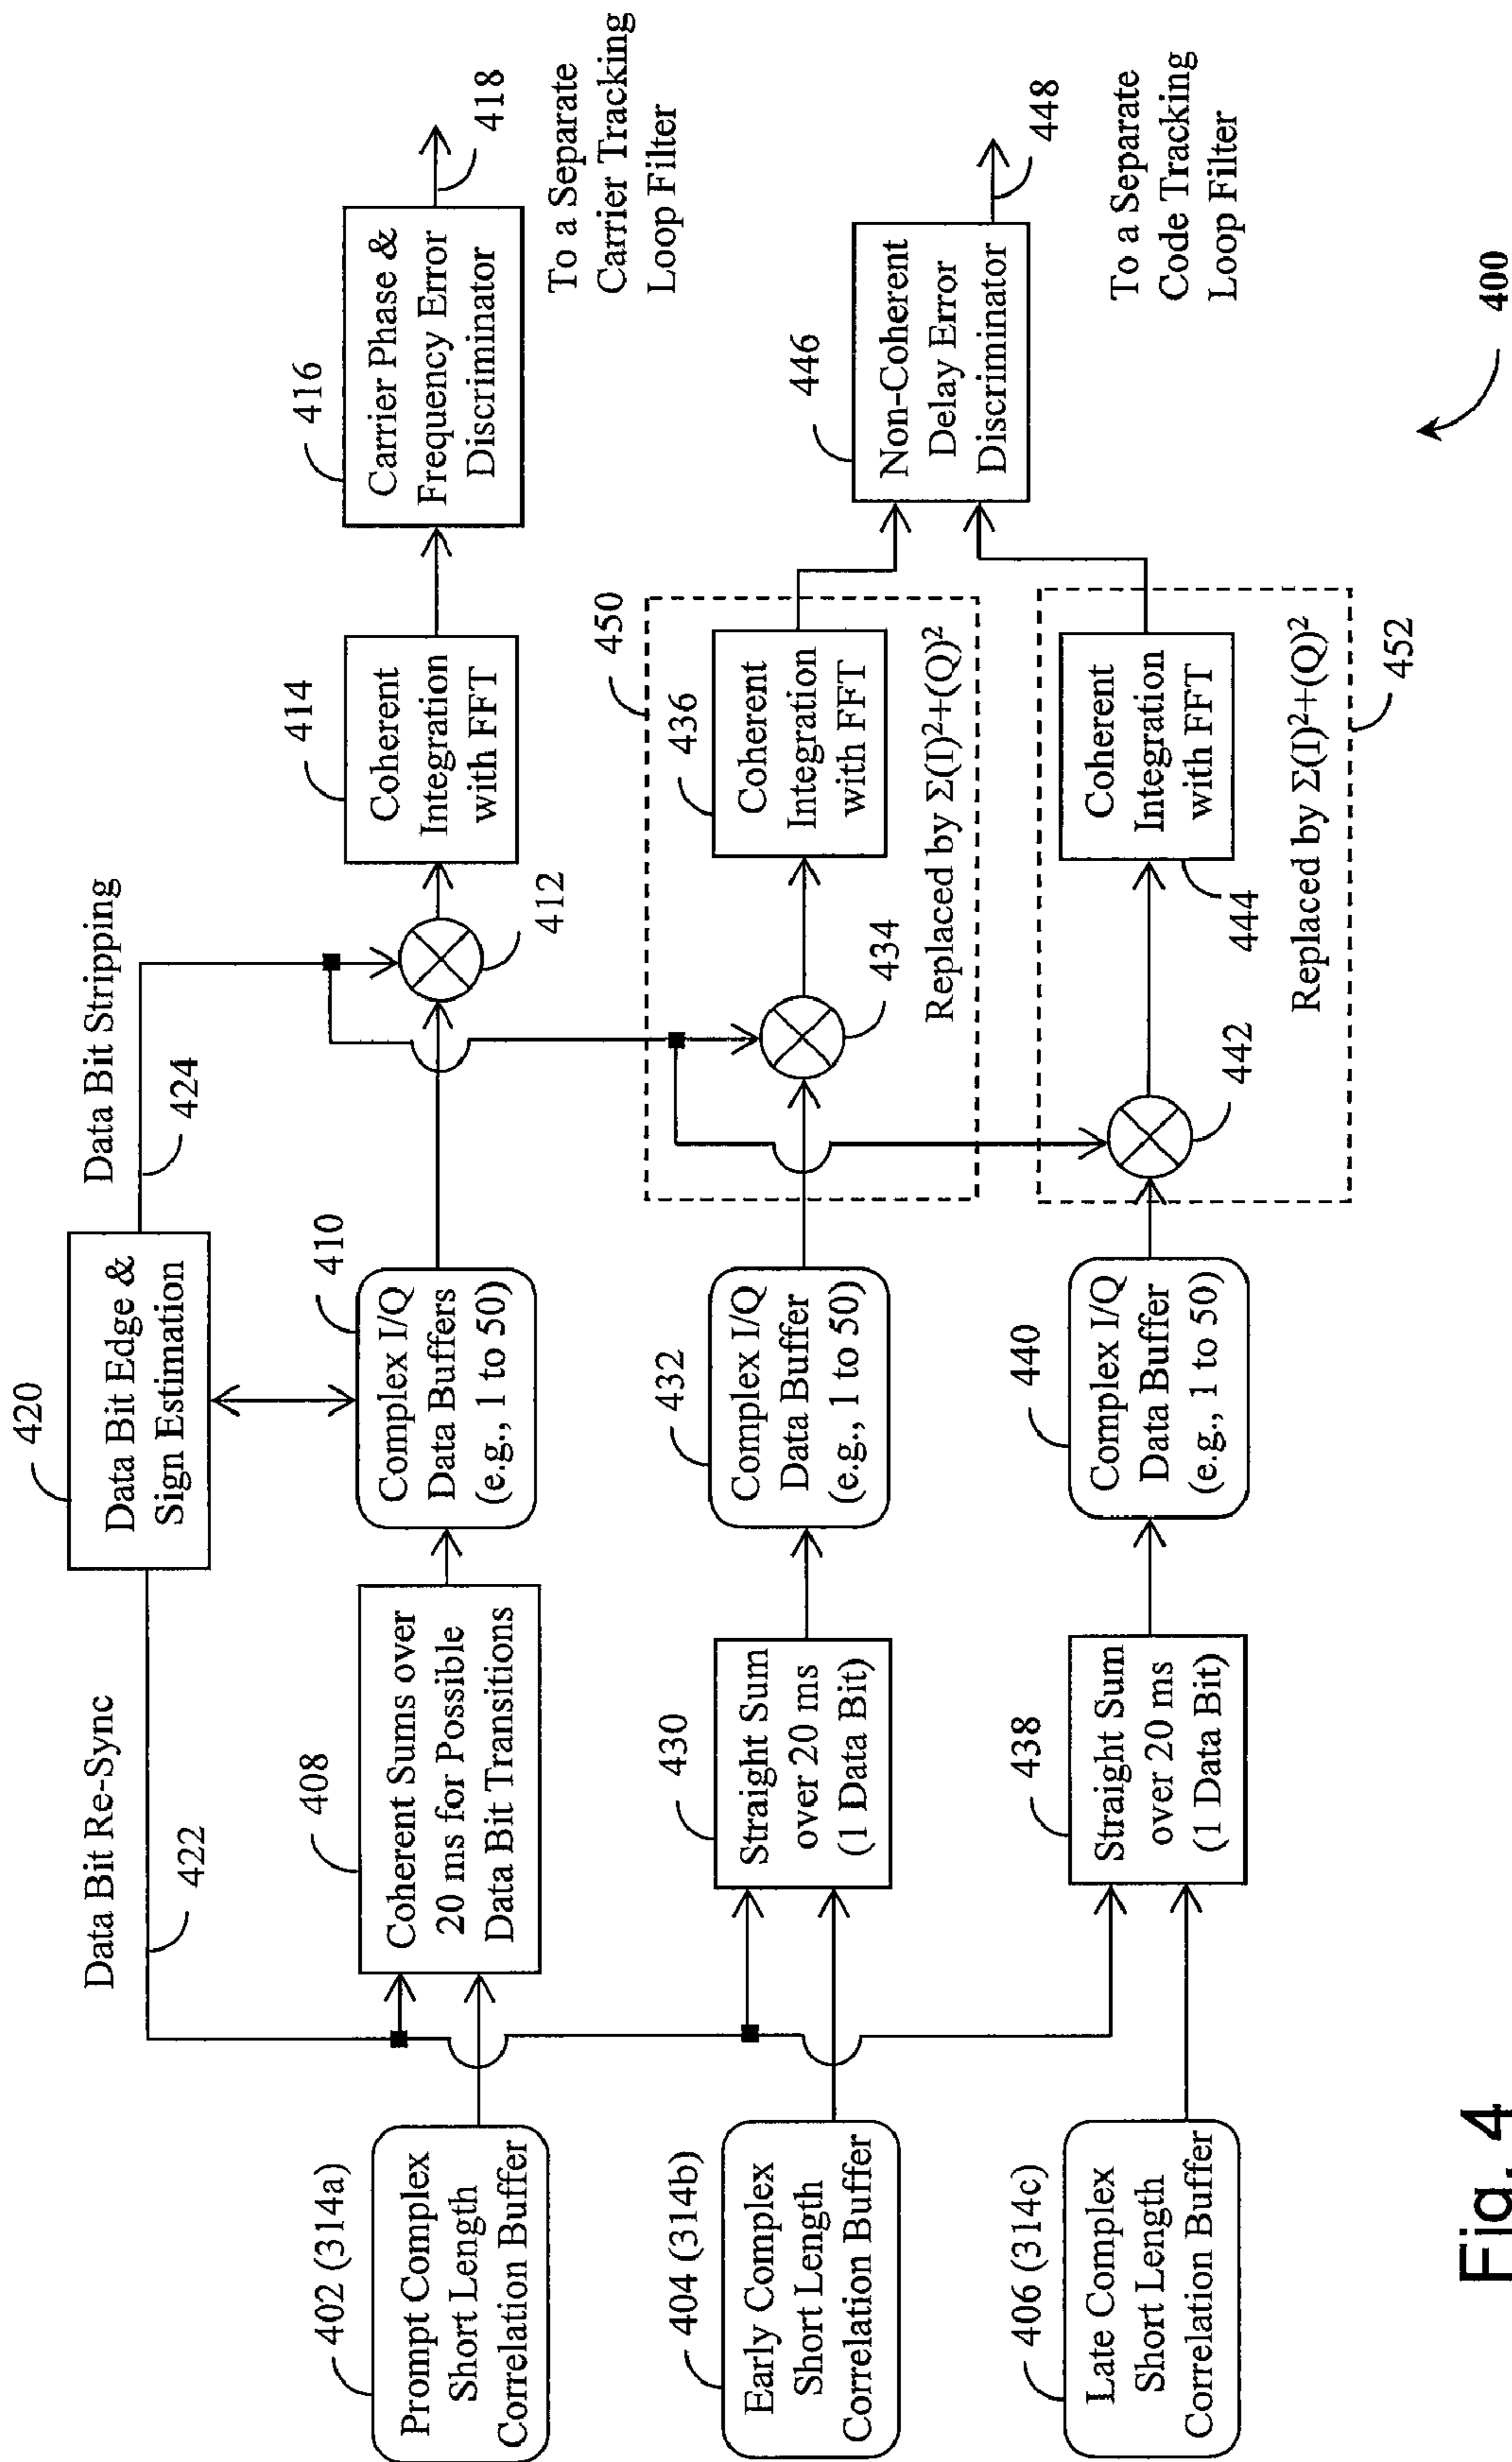 420
Data Bit Re-Sync
422
Data Bit Edge &
Sign Estimation
Data Bit Stripping
424
402 (314a)
Prompt Complex
Short Length
Correlation Buffer
408
Coherent Sums over
20 ms for Possible
Data Bit Transitions
410
Complex I/Q
Data Buffers
(e.g., 1 to 50)
412
414
Coherent
Integration
with FFT
416
Carrier Phase &
Frequency Error
Discriminator
418
To a Separate
Carrier Tracking
Loop Filter
404 (314b)
Early Complex
Short Length
Correlation Buffer
430
Straight Sum
over 20 ms
(1 Data Bit)
432
Complex I/Q
Data Buffer
(e.g., 1 to 50)
434
436
Coherent
Integration
with FFT
450
Replaced by Σ(I)²+(Q)²
446
Non-Coherent
Delay Error
Discriminator
448
To a Separate
Code Tracking
Loop Filter
406 (314c)
Late Complex
Short Length
Correlation Buffer
438
Straight Sum
over 20 ms
(1 Data Bit)
440
Complex I/Q
Data Buffer
(e.g., 1 to 50)
442
444
Coherent
Integration
with FFT
Replaced by Σ(I)²+(Q)²
452
400
Fig. 4